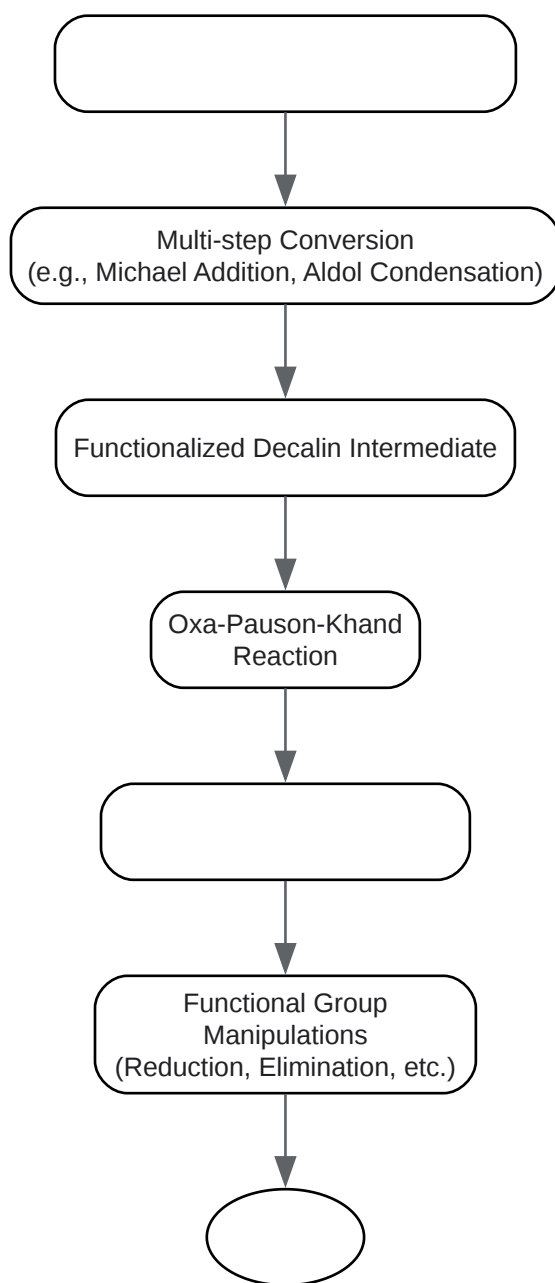 Multi-step Conversion
(e.g., Michael Addition, Aldol Condensation)
Functionalized Decalin Intermediate
Oxa-Pauson-Khand
Reaction
Functional Group
Manipulations
(Reduction, Elimination, etc.)